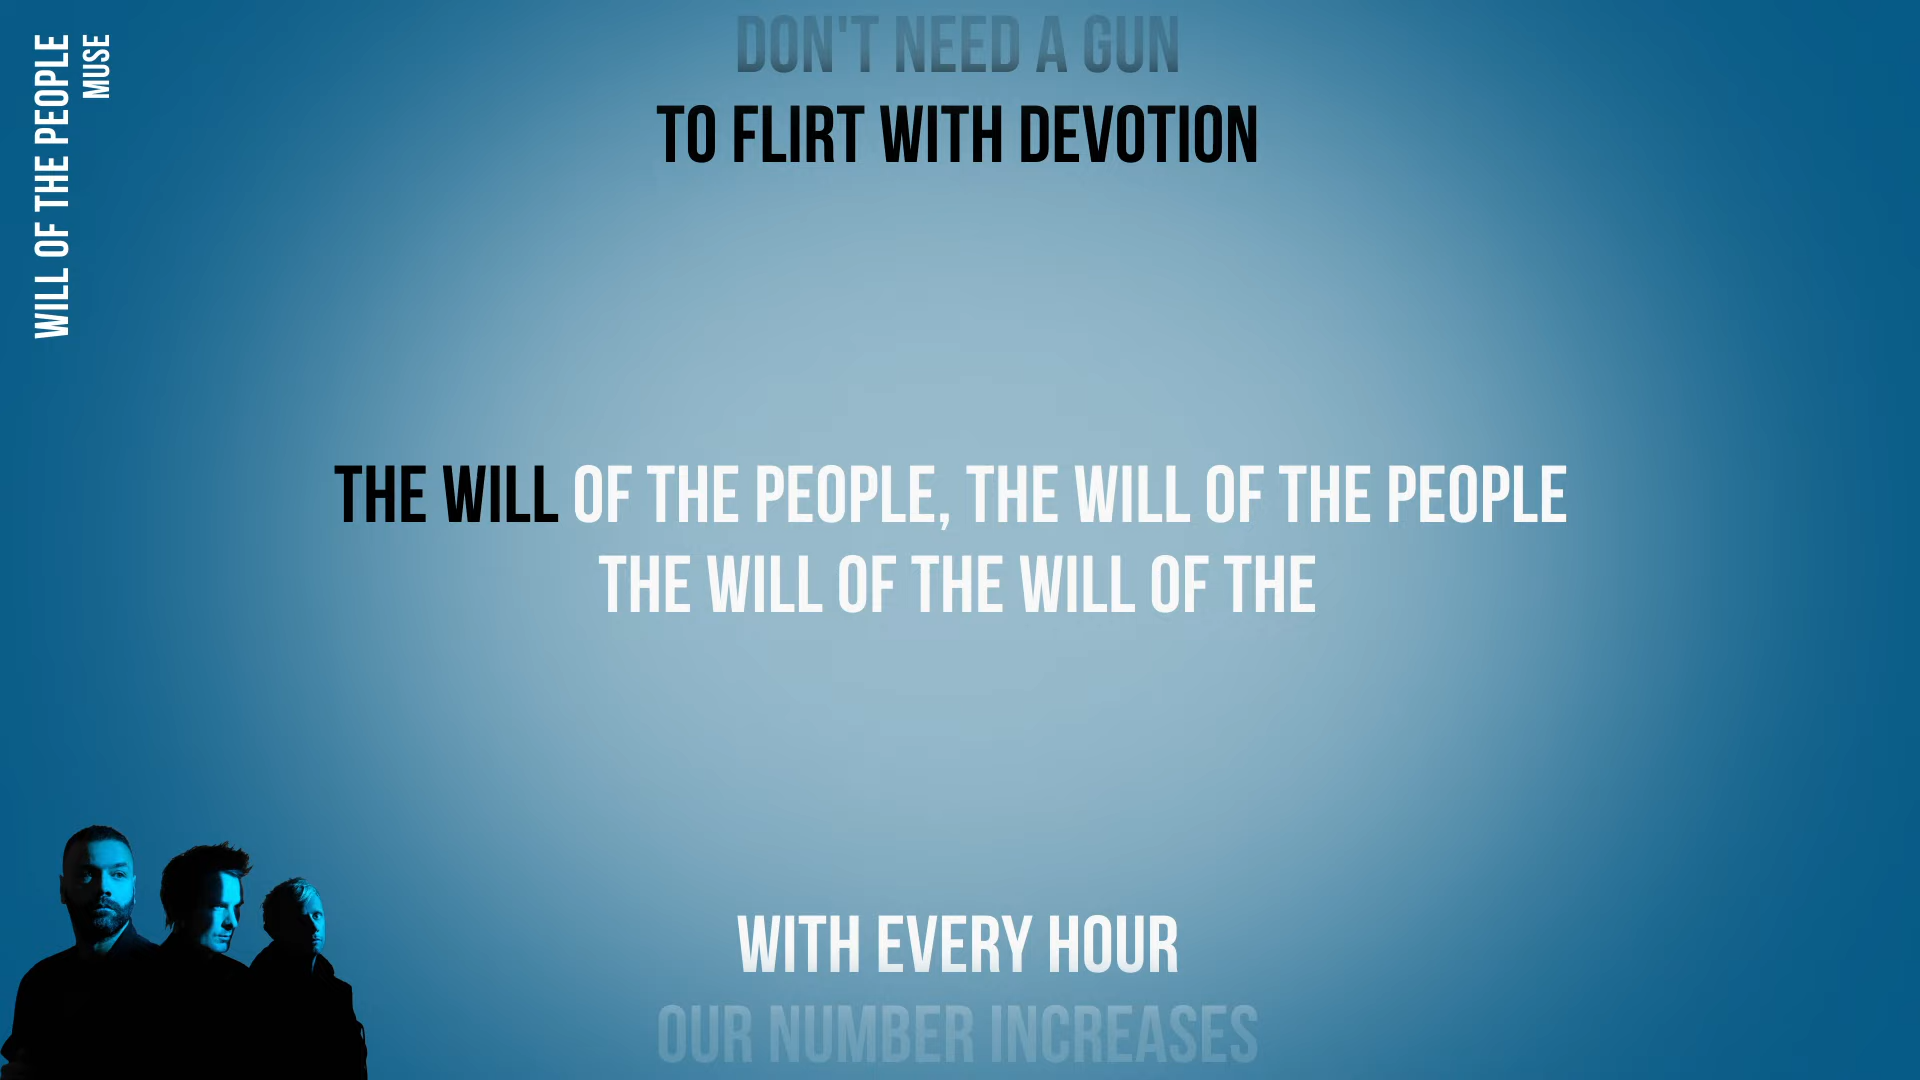 WILL OF THE PEOPLE
MUSE
DON'T NEED A GUN
TO FLIRT WITH DEVOTION
THE WILL OF THE PEOPLE, THE WILL OF THE PEOPLE
THE WILL OF THE WILL OF THE
WITH EVERY HOUR
OUR NUMBER INCREASES